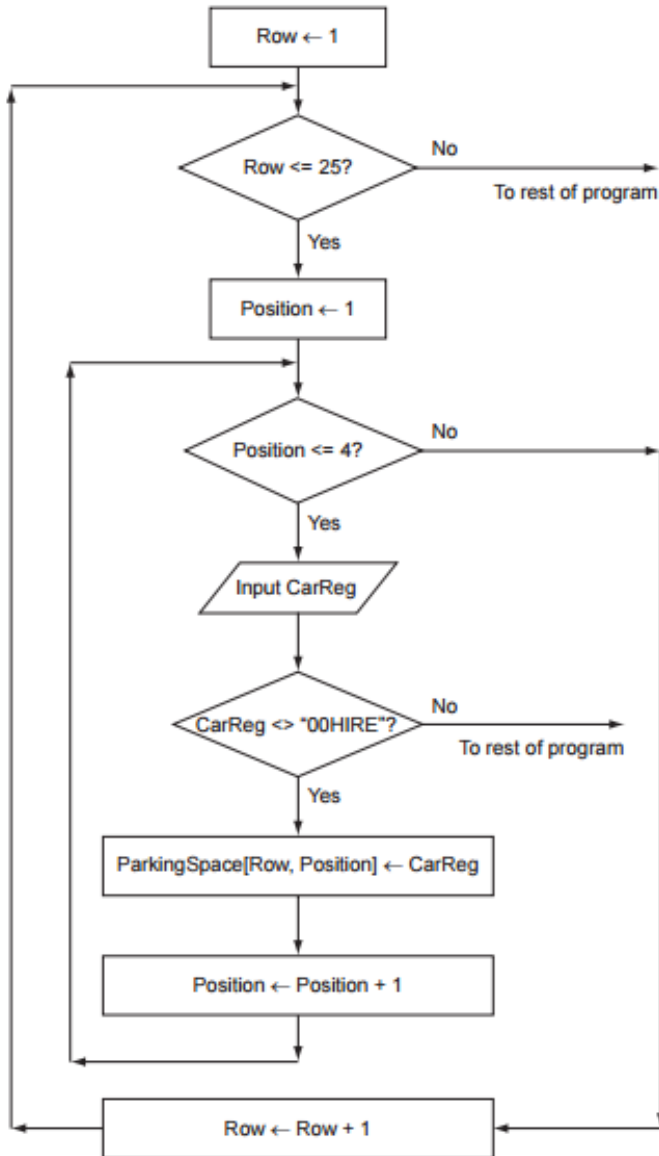 Row ← 1
Row <= 25?
No
To rest of program
Yes
Position ← 1
Position <= 4?
No
Yes
Input CarReg
CarReg <> “00HIRE”?
No
To rest of program
Yes
ParkingSpace[Row, Position] ← CarReg
Position ← Position + 1
Row ← Row + 1